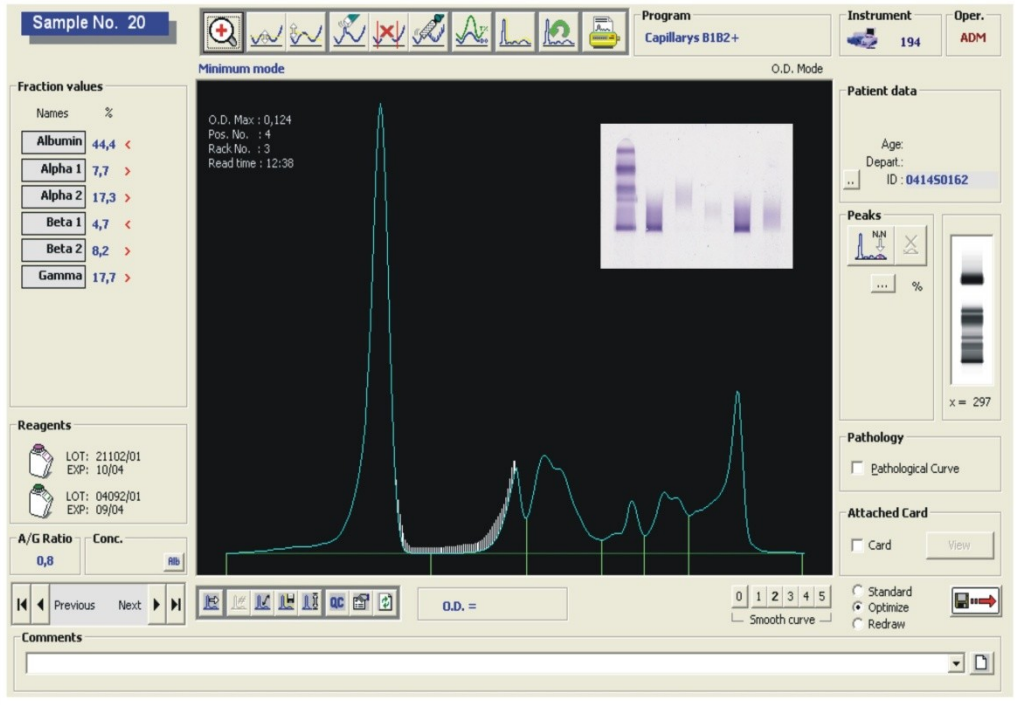 Sample No. 20
Program
Capillarys B1B2+
Instrument
194
Oper.
ADM
Minimum mode
O.D. Mode
Fraction values
Names %
Albumin 44,4 <
Alpha 1 7,7 >
Alpha 2 17,3 >
Beta 1 4,7 <
Beta 2 8,2 >
Gamma 17,7 >
O.D. Max : 0,124
Pos. No. : 4
Rack No. : 3
Read time : 12:38
Patient data
Age:
Depart.:
.. ID : 041450162
Peaks
N,N
... %
x = 297
Reagents
LOT: 21102/01
EXP: 10/04
LOT: 04092/01
EXP: 09/04
A/G Ratio
0,8
Conc.
Alb
Pathology
Pathological Curve
Attached Card
Card View
Previous Next
QC
O.D. =
0 1 2 3 4 5
Smooth curve
Standard
Optimize
Redraw
Comments